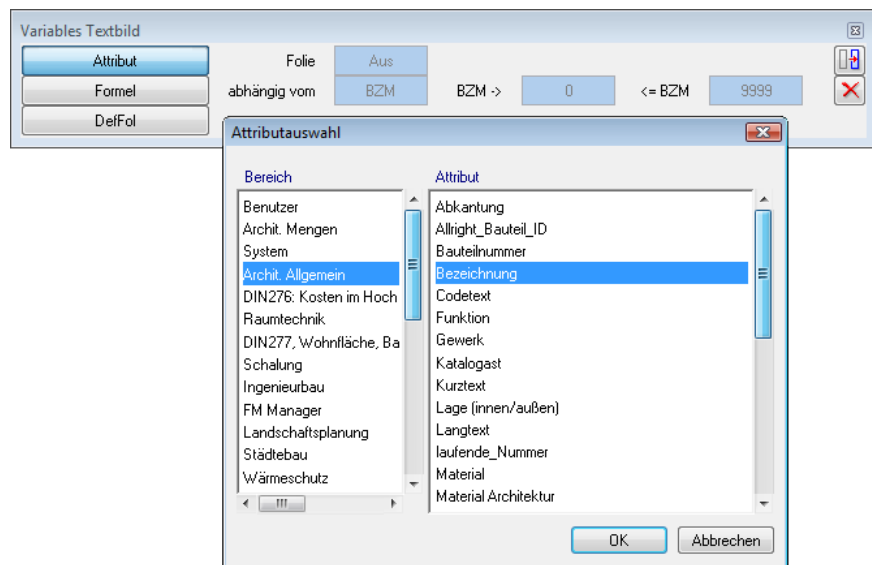 Variables Textbild
Attribut
Folie
Aus
Formel
abhängig vom
BZM
BZM ->
0
<= BZM
9999
DefFol
Attributauswahl
Bereich
Attribut
Benutzer
Archit. Mengen
System
Archit. Allgemein
DIN276: Kosten im Hoch
Raumtechnik
DIN277, Wohnfläche, Ba
Schalung
Ingenieurbau
FM Manager
Landschaftsplanung
Städtebau
Wärmeschutz
Abkantung
Allright_Bauteil_ID
Bauteilnummer
Bezeichnung
Codetext
Funktion
Gewerk
Katalogast
Kurztext
Lage (innen/außen)
Langtext
laufende_Nummer
Material
Material Architektur
OK
Abbrechen